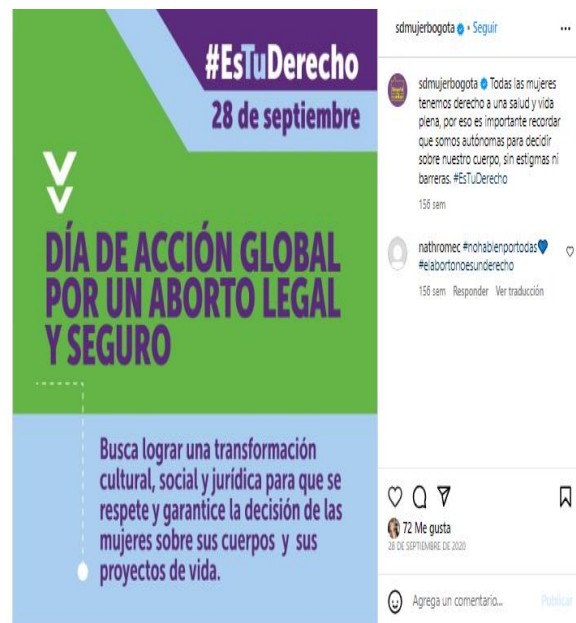 #EsTuDerecho
28 de septiembre
DÍA DE ACCIÓN GLOBAL
POR UN ABORTO LEGAL
Y SEGURO
Busca lograr una transformación
cultural, social y jurídica para que se
respete y garantice la decisión de las
mujeres sobre sus cuerpos y sus
proyectos de vida.
sdmujerbogota • Seguir
sdmujerbogota Todas las mujeres
tenemos derecho a una salud y vida
plena, por eso es importante recordar
que somos autónomas para decidir
sobre nuestro cuerpo, sin estigmas ni
barreras. #EsTuDerecho
156 sem
nathromec #nohablenportodas💙
#elabortonoesunderecho
156 sem Responder Ver traducción
72 Me gusta
28 DE SEPTIEMBRE DE 2020
Agrega un comentario... Publicar